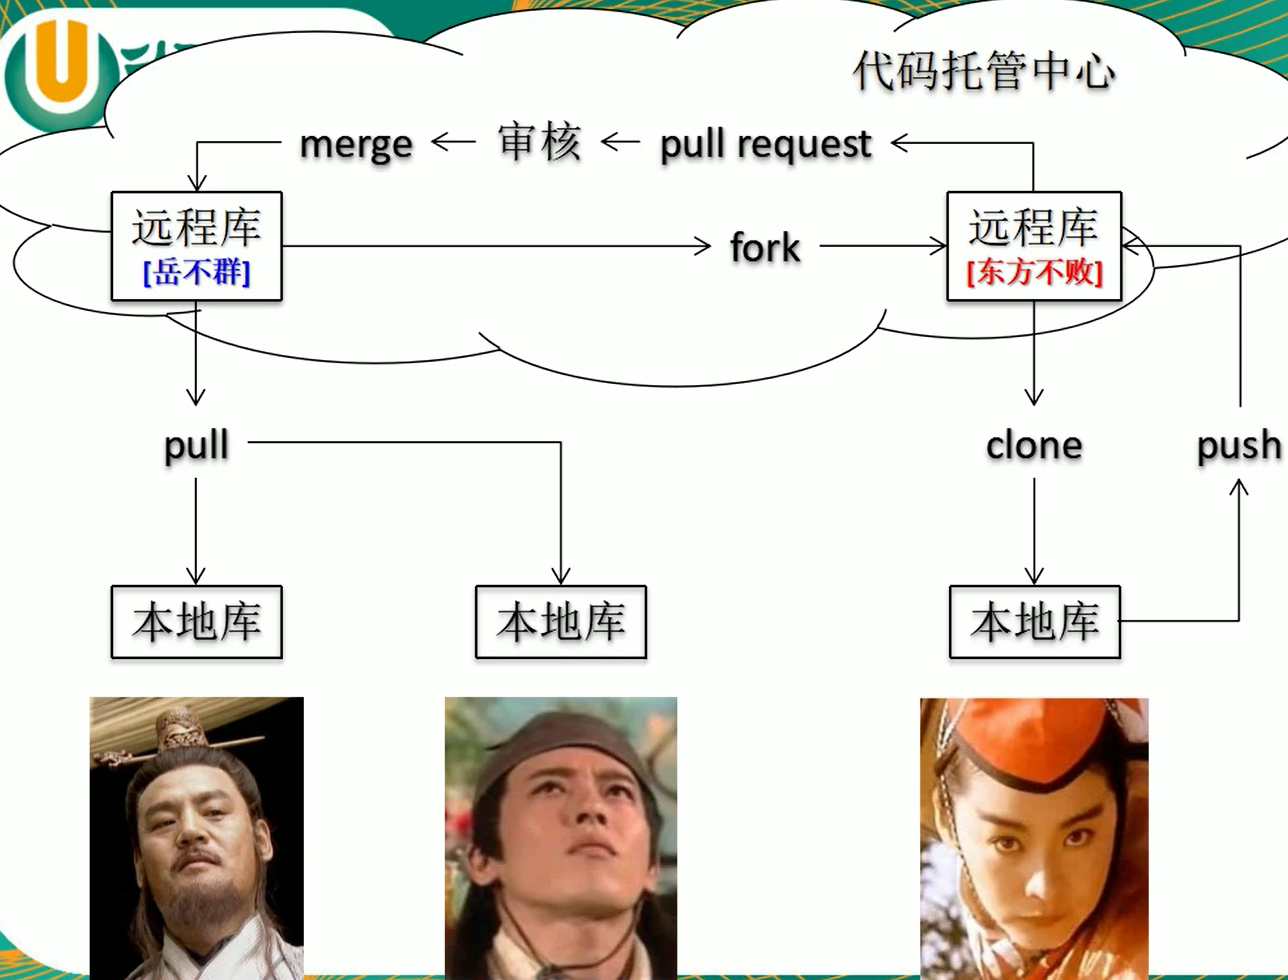 代码托管中心
merge
审核
pull request
远程库
[岳不群]
fork
远程库
[东方不败]
pull
clone
push
本地库
本地库
本地库